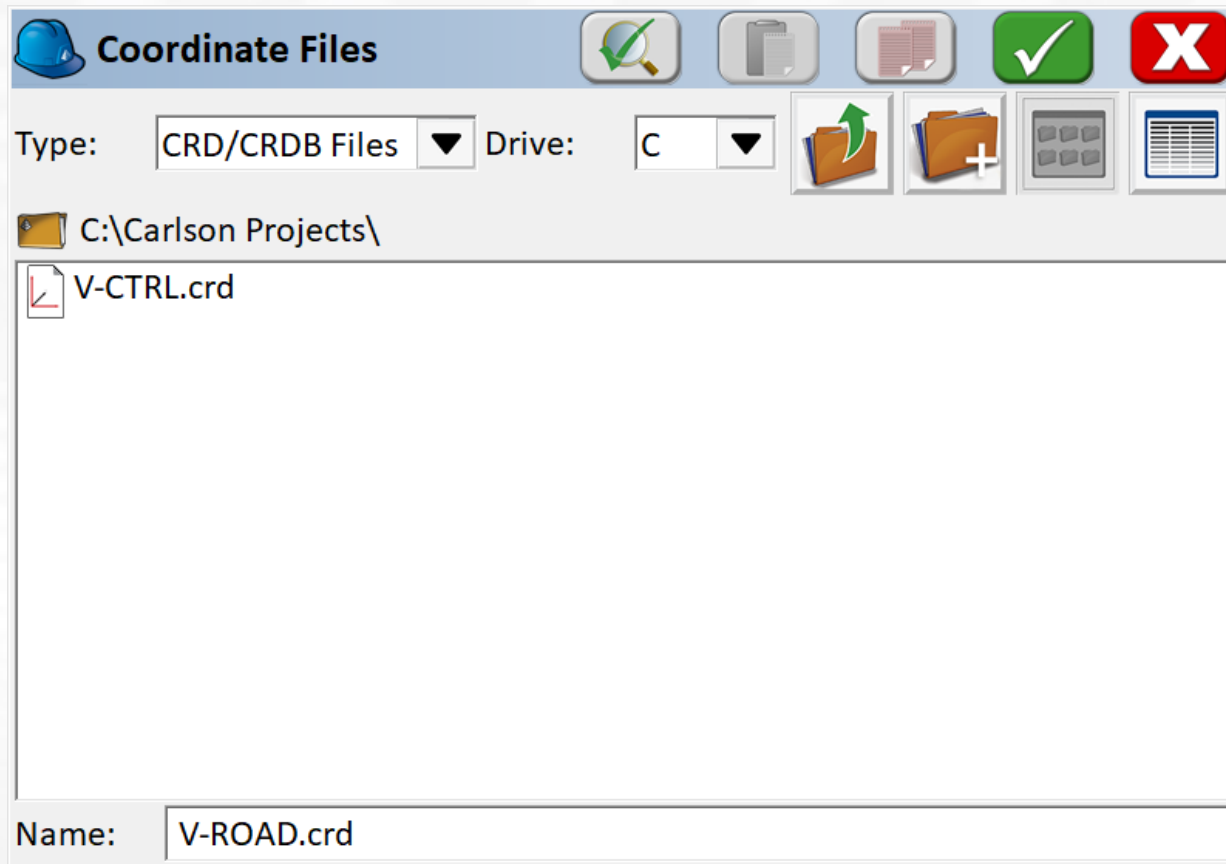 Coordinate Files
Type: CRD/CRDB Files Drive: C
C:\Carlson Projects\
V-CTRL.crd
Name: V-ROAD.crd